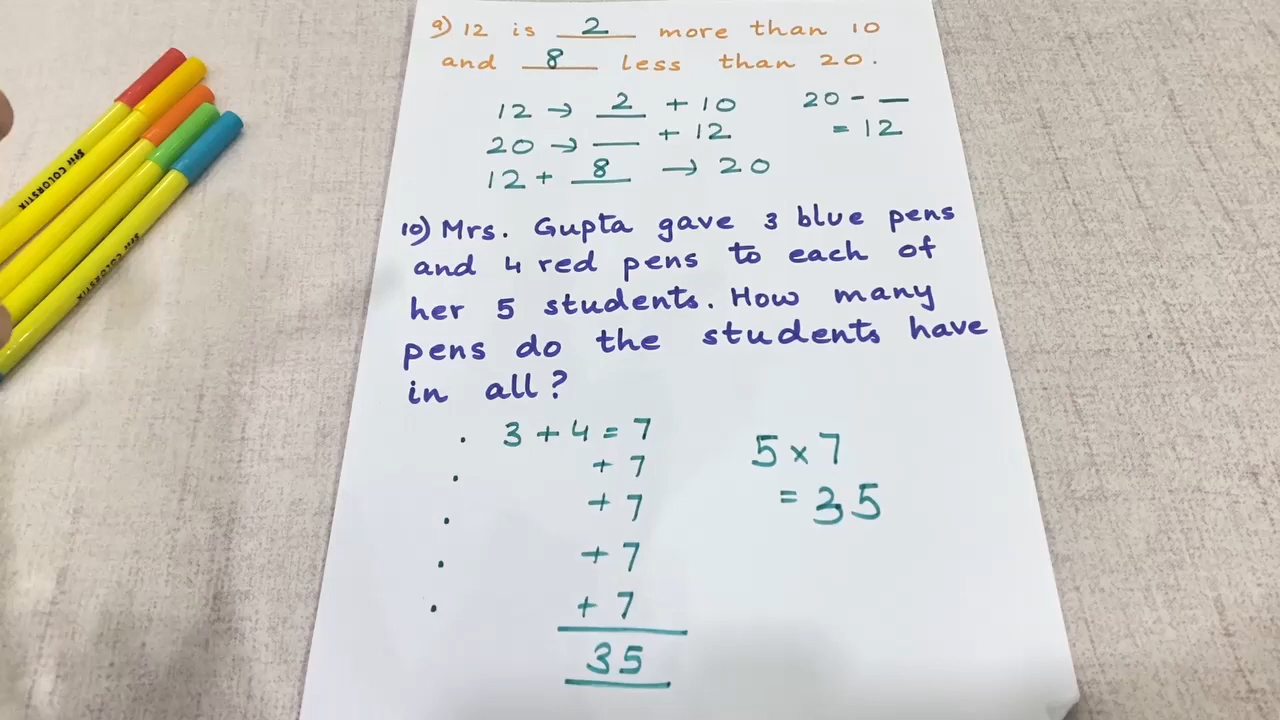 9) 12 is 2 more than 10
and 8 less than 20.
12 → 2 + 10
20 → __ + 12
12 + 8 → 20
20 - __
= 12
10) Mrs. Gupta gave 3 blue pens
and 4 red pens to each of
her 5 students. How many
pens do the students have
in all?
. 3 + 4 = 7
. + 7
. + 7
. + 7
. + 7
35
5 × 7
= 35
STIC COLORSTIX
STIC COLORSTIX